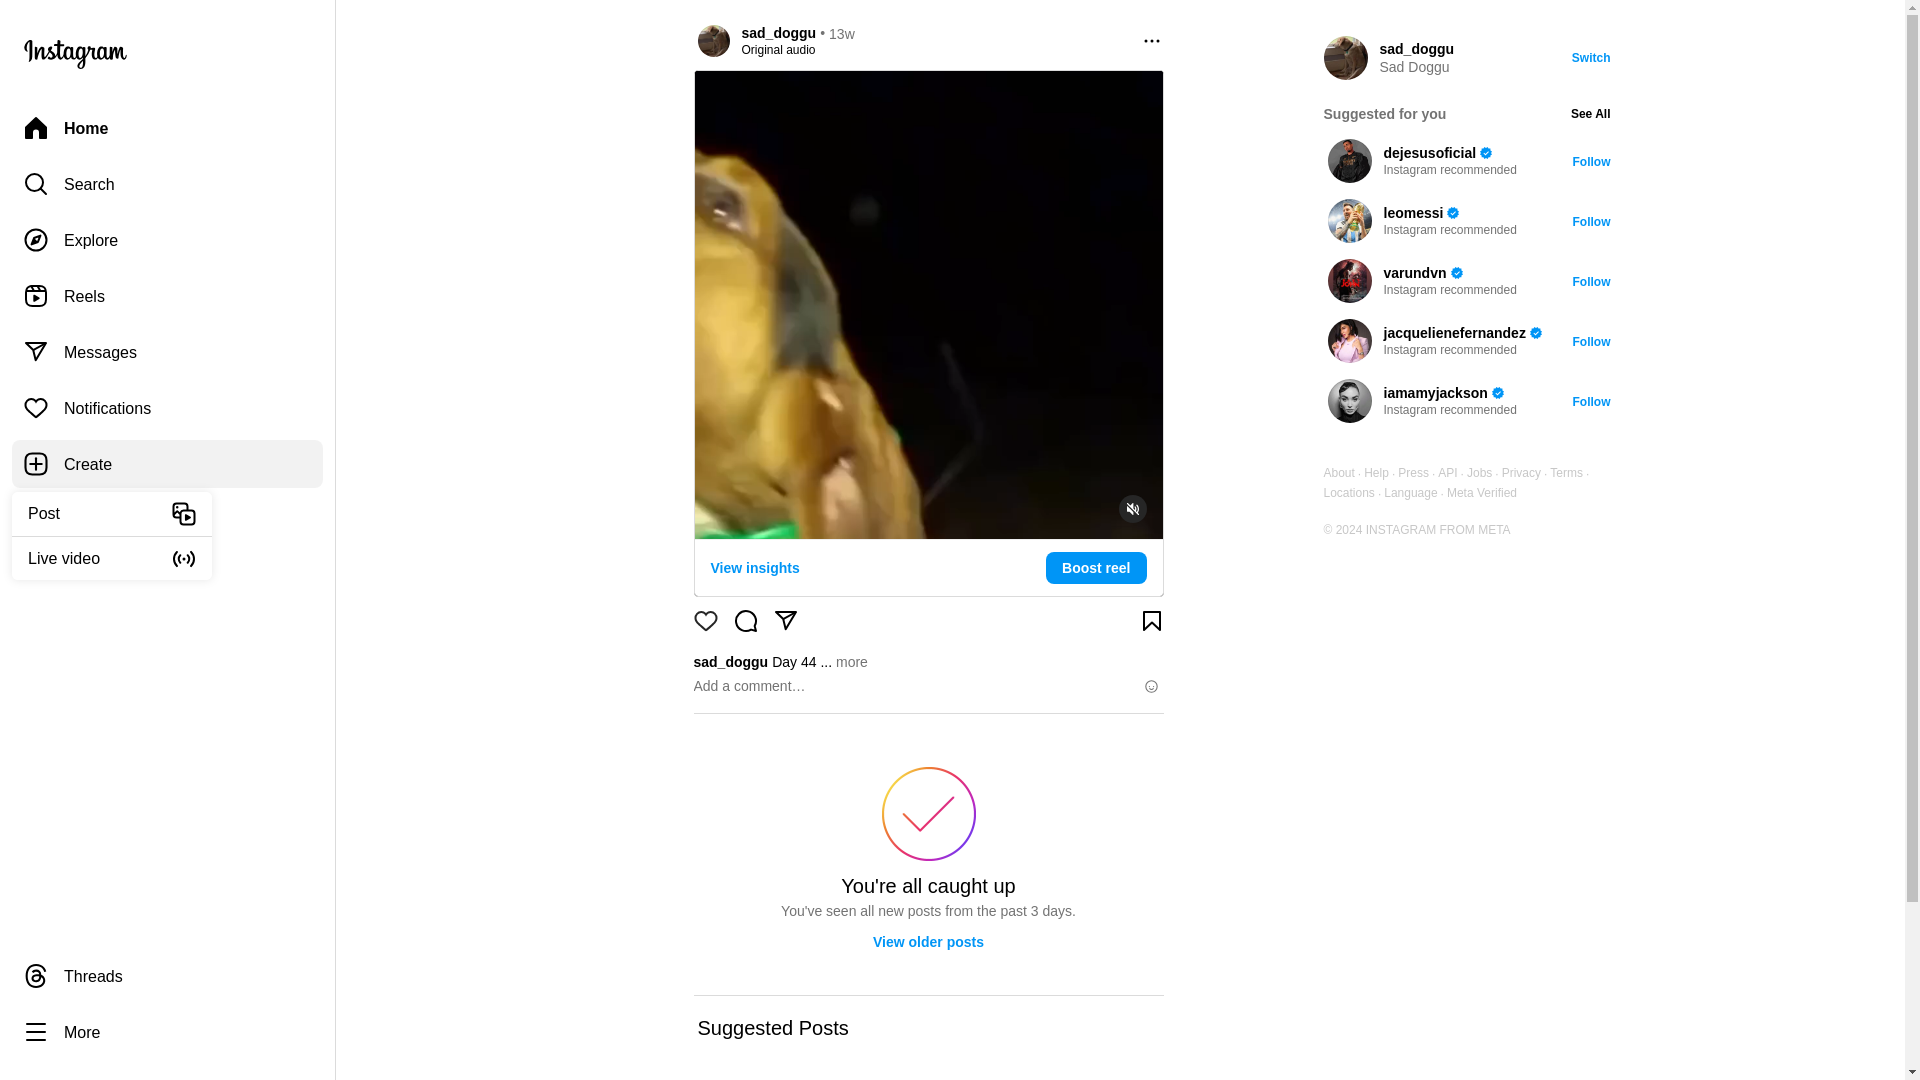 Instagram
Home
Search
Explore
Reels
Messages
Notifications
Create
Post
Live video
Threads
More
sad_doggu • 13w
Original audio
View insights
Boost reel
sad_doggu Day 44 ... more
Add a comment…
You're all caught up
You've seen all new posts from the past 3 days.
View older posts
Suggested Posts
sad_doggu
Sad Doggu
Switch
Suggested for you
See All
dejesusoficial
Instagram recommended
Follow
leomessi
Instagram recommended
Follow
varundvn
Instagram recommended
Follow
jacquelienefernandez
Instagram recommended
Follow
iamamyjackson
Instagram recommended
Follow
About · Help · Press · API · Jobs · Privacy · Terms ·
Locations · Language · Meta Verified
© 2024 INSTAGRAM FROM META